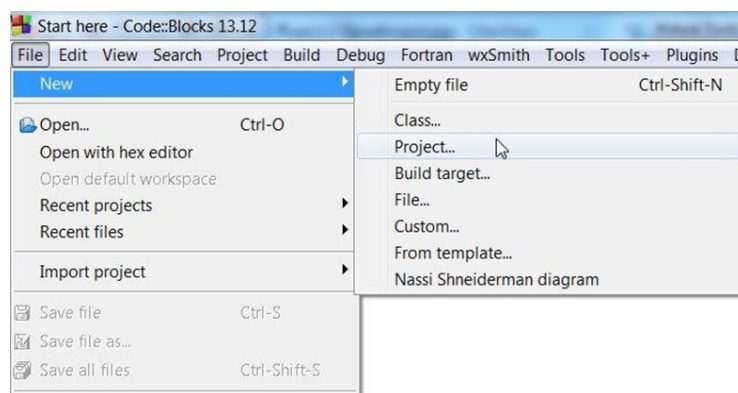 Start here - Code::Blocks 13.12
File Edit View Search Project Build Debug Fortran wxSmith Tools Tools+ Plugins
New
Empty file Ctrl-Shift-N
Class...
Open... Ctrl-O
Project...
Open with hex editor
Build target...
Open default workspace
File...
Recent projects
Custom...
Recent files
From template...
Import project
Nassi Shneiderman diagram
Save file Ctrl-S
Save file as...
Save all files Ctrl-Shift-S